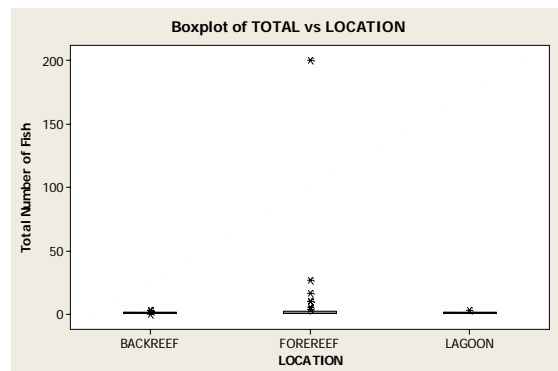 Boxplot of TOTAL vs LOCATION
Total Number of Fish
200
150
100
50
0
BACKREEF FOREREEF LAGOON
LOCATION